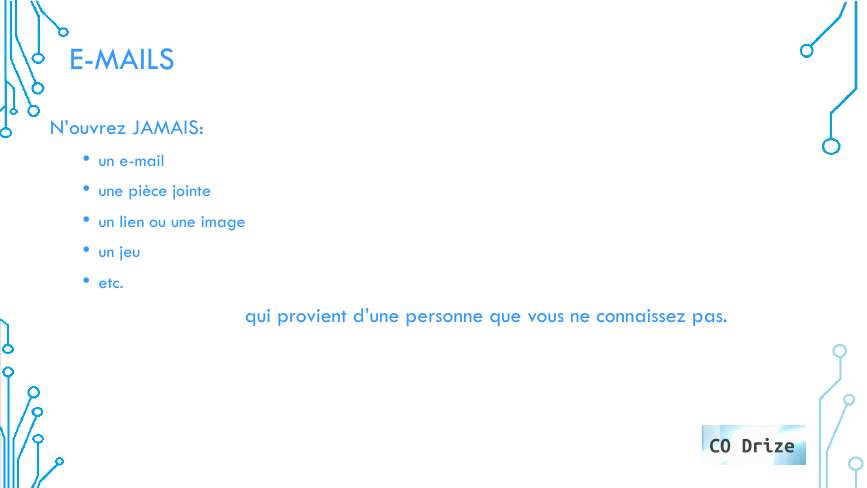 E-MAILS
N'ouvrez JAMAIS:
• un e-mail
• une pièce jointe
• un lien ou une image
• un jeu
• etc.
qui provient d'une personne que vous ne connaissez pas.
CO Drize